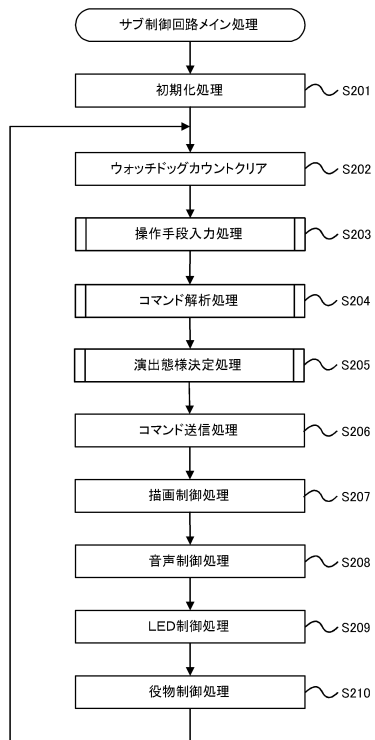 サブ制御回路メイン処理
初期化処理 S201
ウォッチドッグカウントクリア S202
操作手段入力処理 S203
コマンド解析処理 S204
演出態様決定処理 S205
コマンド送信処理 S206
描画制御処理 S207
音声制御処理 S208
LED制御処理 S209
役物制御処理 S210